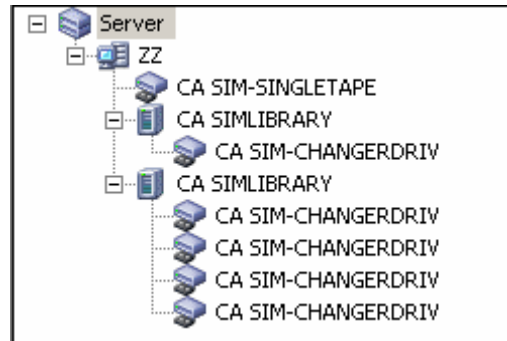 Server
ZZ
CA SIM-SINGLETAPE
CA SIMLIBRARY
CA SIM-CHANGERDRIV
CA SIMLIBRARY
CA SIM-CHANGERDRIV
CA SIM-CHANGERDRIV
CA SIM-CHANGERDRIV
CA SIM-CHANGERDRIV